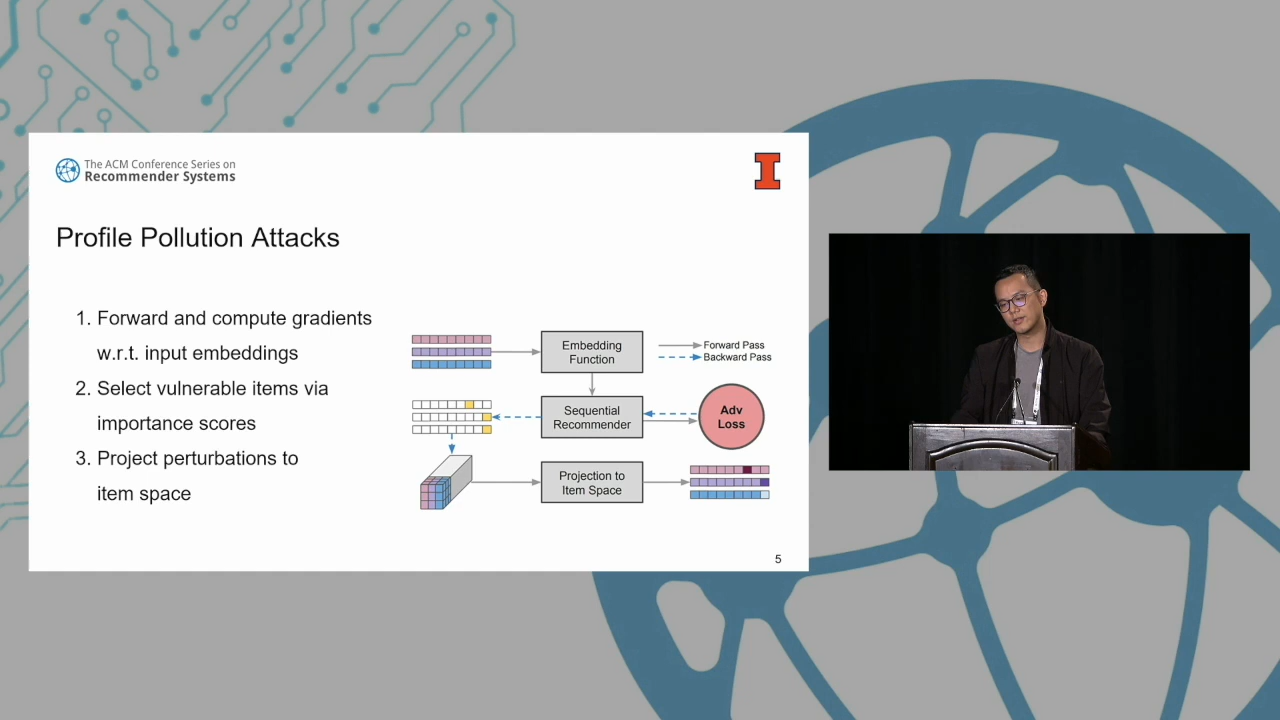 The ACM Conference Series on
Recommender Systems
Profile Pollution Attacks
1. Forward and compute gradients
w.r.t. input embeddings
2. Select vulnerable items via
importance scores
3. Project perturbations to
item space
Embedding
Function
Forward Pass
Backward Pass
Sequential
Recommender
Adv
Loss
Projection to
Item Space
5